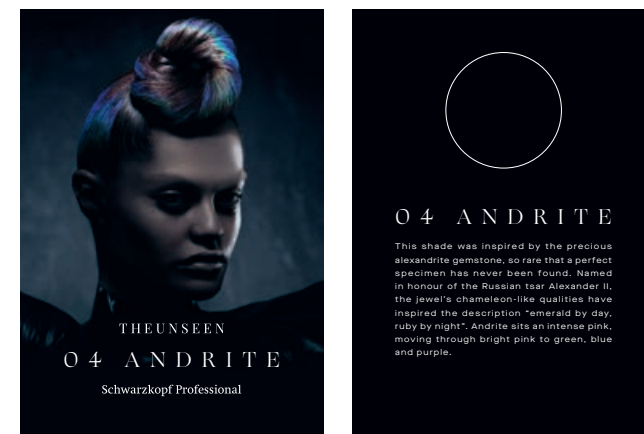 THEUNSEEN
04 ANDRITE
Schwarzkopf Professional
04 ANDRITE
This shade was inspired by the precious
alexandrite gemstone, so rare that a perfect
specimen has never been found. Named
in honour of the Russian tsar Alexander II,
the jewel's chameleon-like qualities have
inspired the description "emerald by day,
ruby by night". Andrite sits an intense pink,
moving through bright pink to green, blue
and purple.